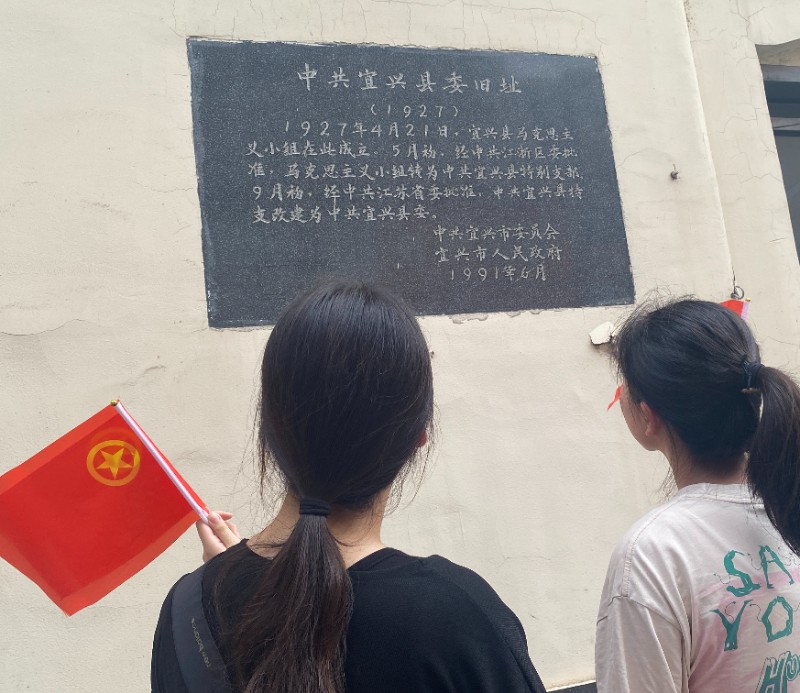 中共宜兴县委旧址
(1927)
1927年4月21日，宜兴县马克思主
义小组在此成立．5月初，经中共江浙区委批
准，马克思主义小组转为中共宜兴县特别支部，
9月初，经中共江苏省委批准，中共宜兴县特
支改建为中共宜兴县委。
中共宜兴市委员会
宜兴市人民政府
1991年6月
SA
YO